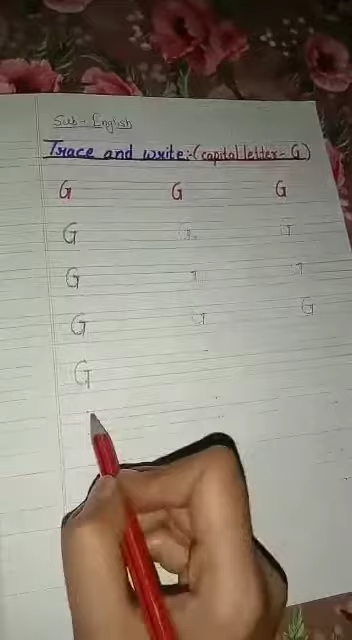 Sub - English
Trace and write:- (capital letter - G)
G G G
G G G
G
G G G
G